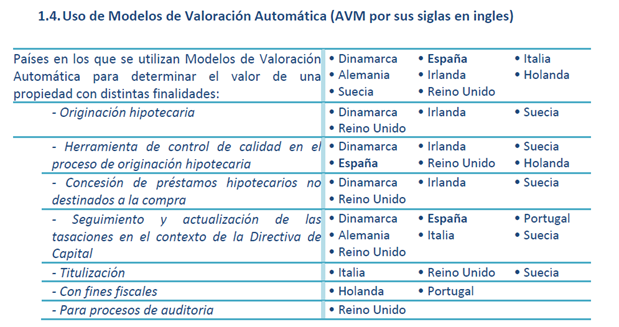 1.4. Uso de Modelos de Valoración Automática (AVM por sus siglas en ingles)
Países en los que se utilizan Modelos de Valoración • Dinamarca • España • Italia
Automática para determinar el valor de una • Alemania • Irlanda • Holanda
propiedad con distintas finalidades: • Suecia • Reino Unido
- Originación hipotecaria • Dinamarca • Irlanda • Suecia
• Reino Unido
- Herramienta de control de calidad en el • Dinamarca • Irlanda • Suecia
proceso de originación hipotecaria • España • Reino Unido • Holanda
- Concesión de préstamos hipotecarios no • Dinamarca • Irlanda • Suecia
destinados a la compra • Reino Unido
- Seguimiento y actualización de las • Dinamarca • España • Portugal
tasaciones en el contexto de la Directiva de • Alemania • Italia • Suecia
Capital • Reino Unido
- Titulización • Italia • Reino Unido • Suecia
- Con fines fiscales • Holanda • Portugal
- Para procesos de auditoria • Reino Unido